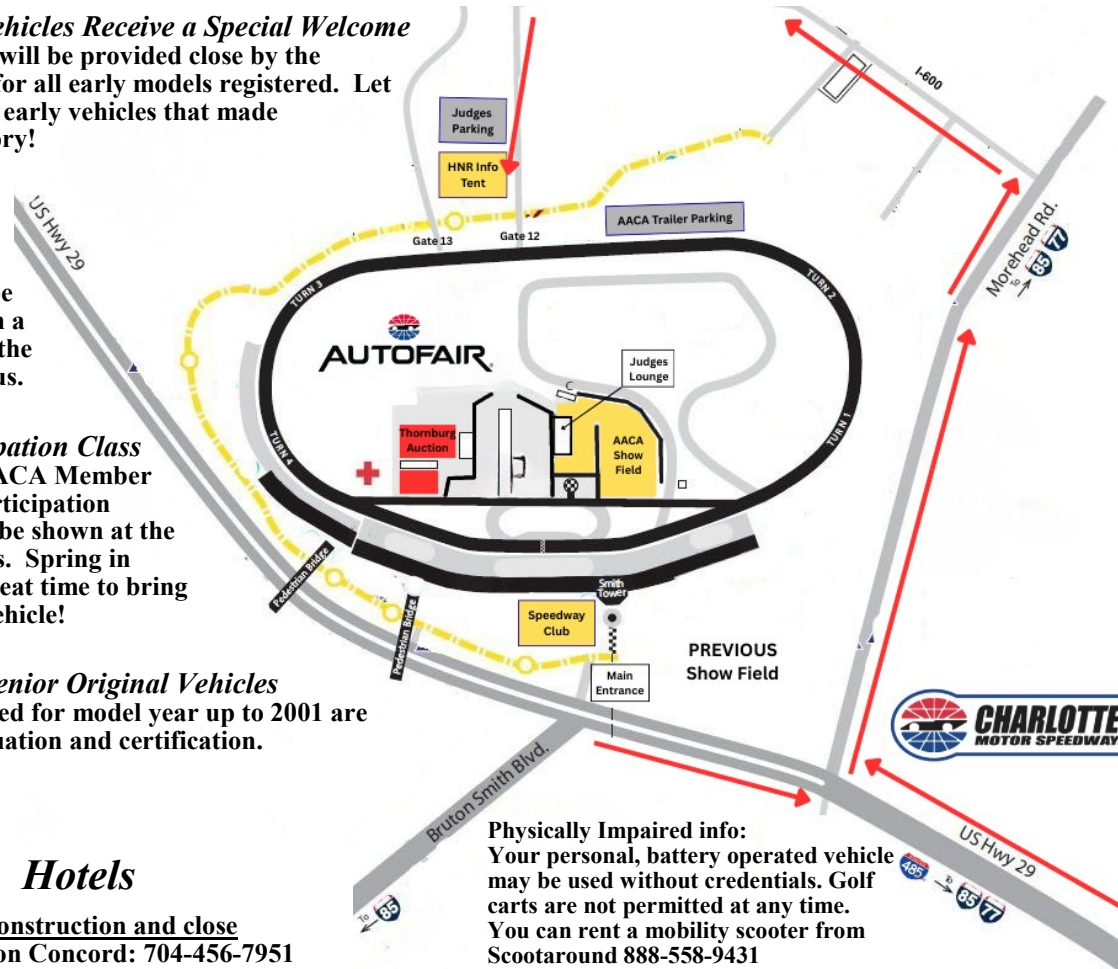 ehicles Receive a Special Welcome
will be provided close by the
for all early models registered. Let
early vehicles that made
ory!
be
n a
the
us.
pation Class
ACA Member
rticipation
be shown at the
s. Spring in
eat time to bring
ehicle!
enior Original Vehicles
ed for model year up to 2001 are
uation and certification.
Hotels
onstruction and close
on Concord: 704-456-7951
Judges
Parking
HNR Info
Tent
Gate 13
Gate 12
AACA Trailer Parking
I-600
Morehead Rd.
To
85
77
US Hwy 29
TURN 3
TURN 2
AUTOFAIR
Judges
Lounge
C
Thornburg
Auction
AACA
Show
Field
TURN 4
TURN 1
Pedestrian Bridge
Pedestrian Bridge
Smith
Tower
Speedway
Club
Main
Entrance
PREVIOUS
Show Field
CHARLOTTE
MOTOR SPEEDWAY
Bruton Smith Blvd.
To
85
US Hwy 29
485
To
85
77
Physically Impaired info:
Your personal, battery operated vehicle
may be used without credentials. Golf
carts are not permitted at any time.
You can rent a mobility scooter from
Scootaround 888-558-9431